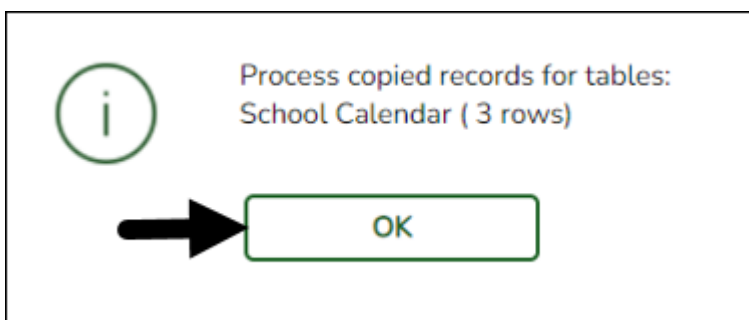 Process copied records for tables:
School Calendar ( 3 rows)
OK